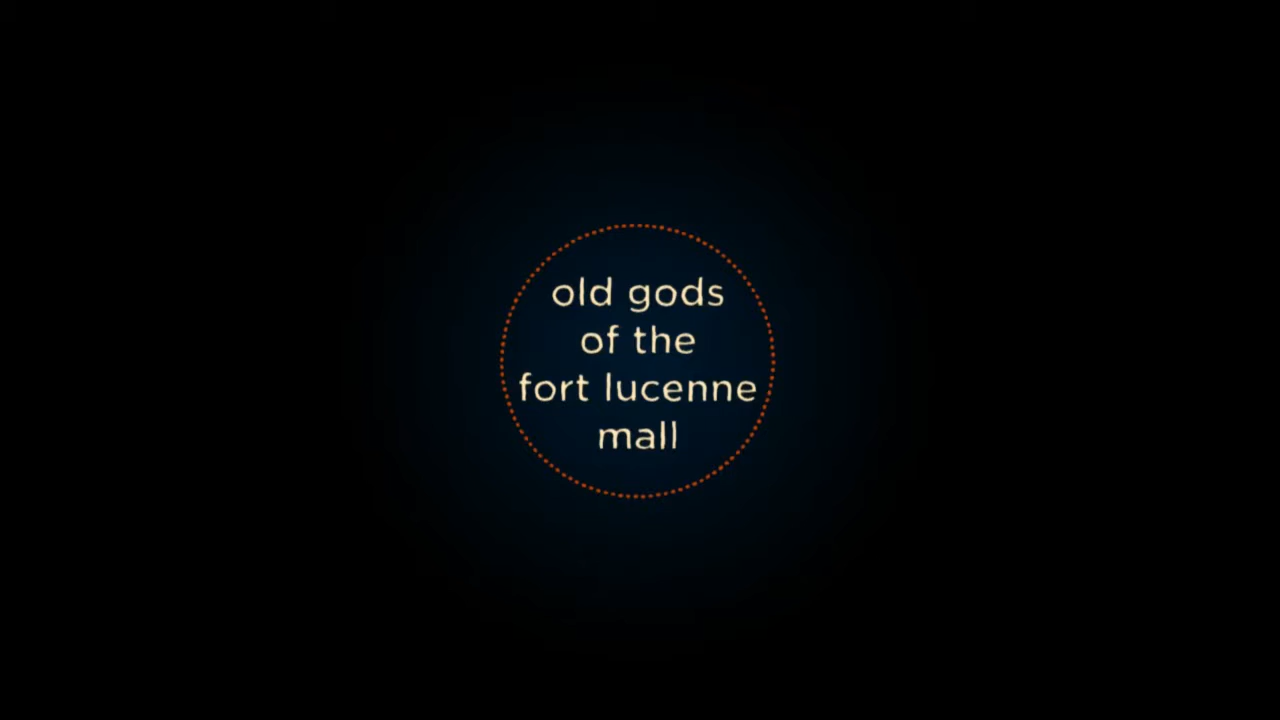 old gods
of the
fort lucenne
mall